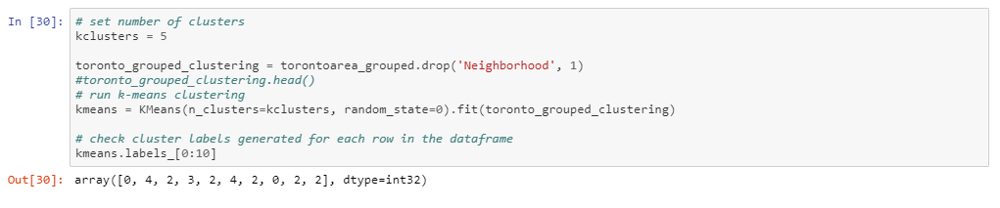 In [30]: # set number of clusters
kclusters = 5
toronto_grouped_clustering = torontoarea_grouped.drop('Neighborhood', 1)
#toronto_grouped_clustering.head()
# run k-means clustering
kmeans = KMeans(n_clusters=kclusters, random_state=0).fit(toronto_grouped_clustering)
# check cluster labels generated for each row in the dataframe
kmeans.labels_[0:10]
Out[30]: array([0, 4, 2, 3, 2, 4, 2, 0, 2, 2], dtype=int32)